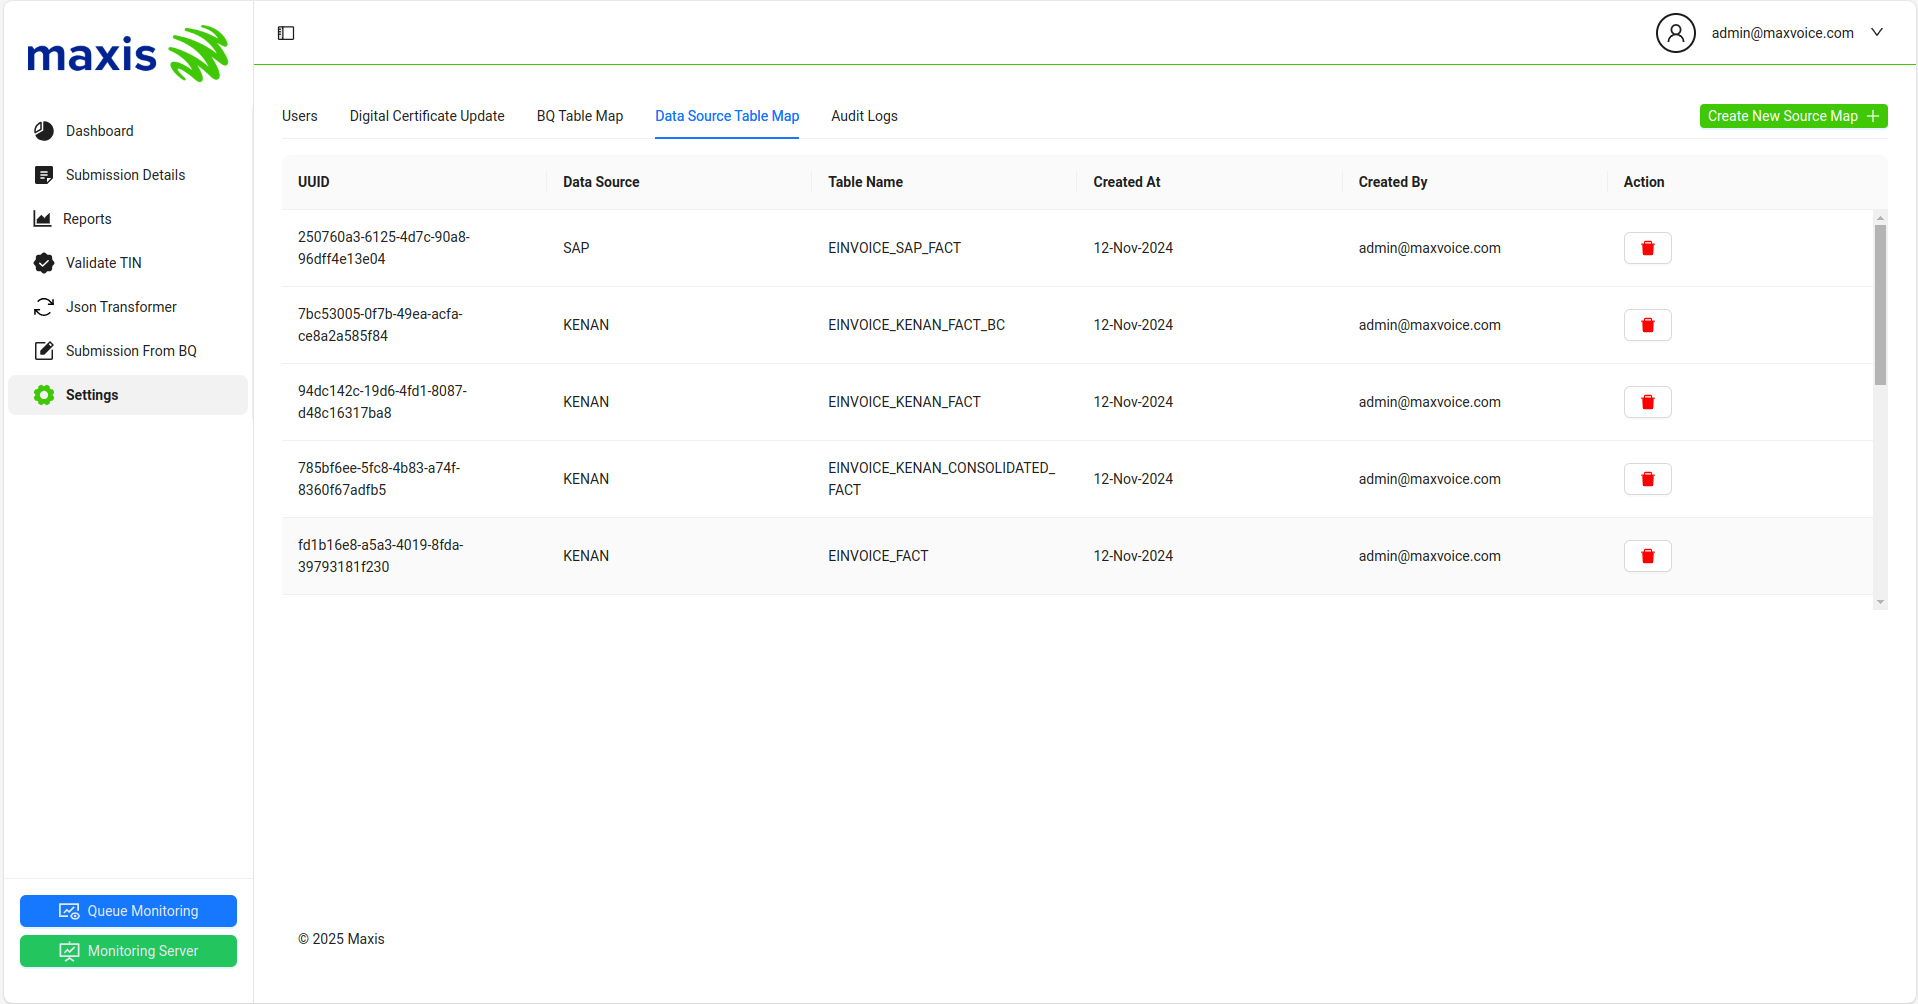 maxis
admin@maxvoice.com
Dashboard
Submission Details
Reports
Validate TIN
Json Transformer
Submission From BQ
Settings
Users Digital Certificate Update BQ Table Map Data Source Table Map Audit Logs
Create New Source Map
UUID Data Source Table Name Created At Created By Action
250760a3-6125-4d7c-90a8-
96dff4e13e04
SAP EINVOICE_SAP_FACT 12-Nov-2024 admin@maxvoice.com
7bc53005-0f7b-49ea-acfa-
ce8a2a585f84
KENAN EINVOICE_KENAN_FACT_BC 12-Nov-2024 admin@maxvoice.com
94dc142c-19d6-4fd1-8087-
d48c16317ba8
KENAN EINVOICE_KENAN_FACT 12-Nov-2024 admin@maxvoice.com
785bf6ee-5fc8-4b83-a74f-
8360f67adfb5
KENAN
EINVOICE_KENAN_CONSOLIDATED_
FACT
12-Nov-2024 admin@maxvoice.com
fd1b16e8-a5a3-4019-8fda-
39793181f230
KENAN EINVOICE_FACT 12-Nov-2024 admin@maxvoice.com
Queue Monitoring
Monitoring Server
© 2025 Maxis